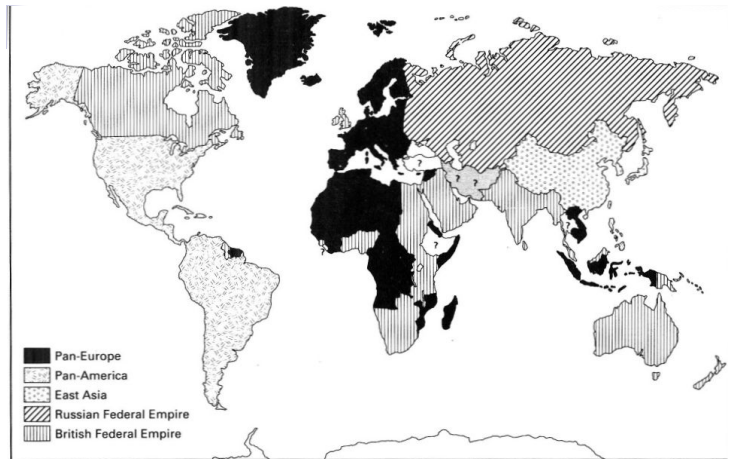 ?
? ?
?
?
?
Pan-Europe
Pan-America
East Asia
Russian Federal Empire
British Federal Empire